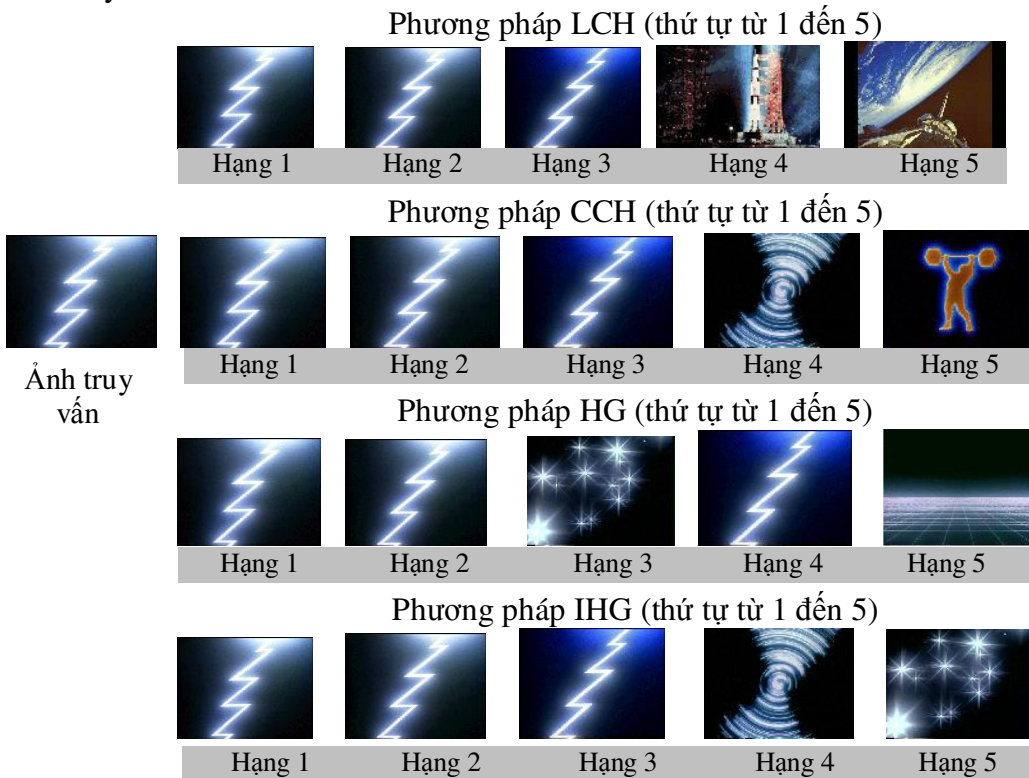 Phương pháp LCH (thứ tự từ 1 đến 5)
Hạng 1 Hạng 2 Hạng 3 Hạng 4 Hạng 5
Phương pháp CCH (thứ tự từ 1 đến 5)
Hạng 1 Hạng 2 Hạng 3 Hạng 4 Hạng 5
Ảnh truy
vấn
Phương pháp HG (thứ tự từ 1 đến 5)
Hạng 1 Hạng 2 Hạng 3 Hạng 4 Hạng 5
Phương pháp IHG (thứ tự từ 1 đến 5)
Hạng 1 Hạng 2 Hạng 3 Hạng 4 Hạng 5